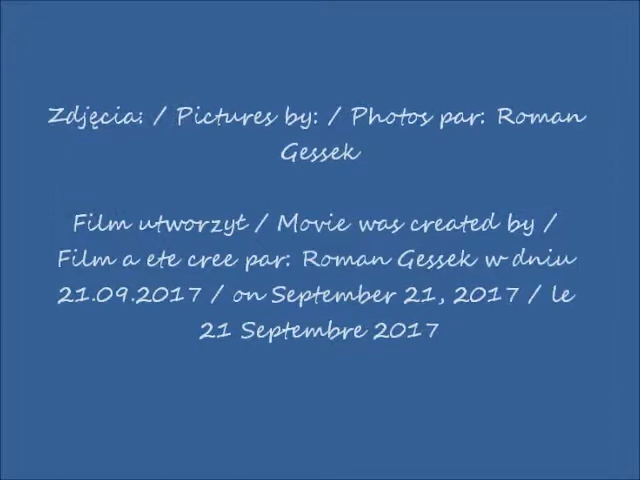 Zdjęcia: / Pictures by: / Photos par: Roman
Gessek
Film utworzył / Movie was created by /
Film a ete cree par: Roman Gessek w dniu
21.09.2017 / on September 21, 2017 / le
21 Septembre 2017